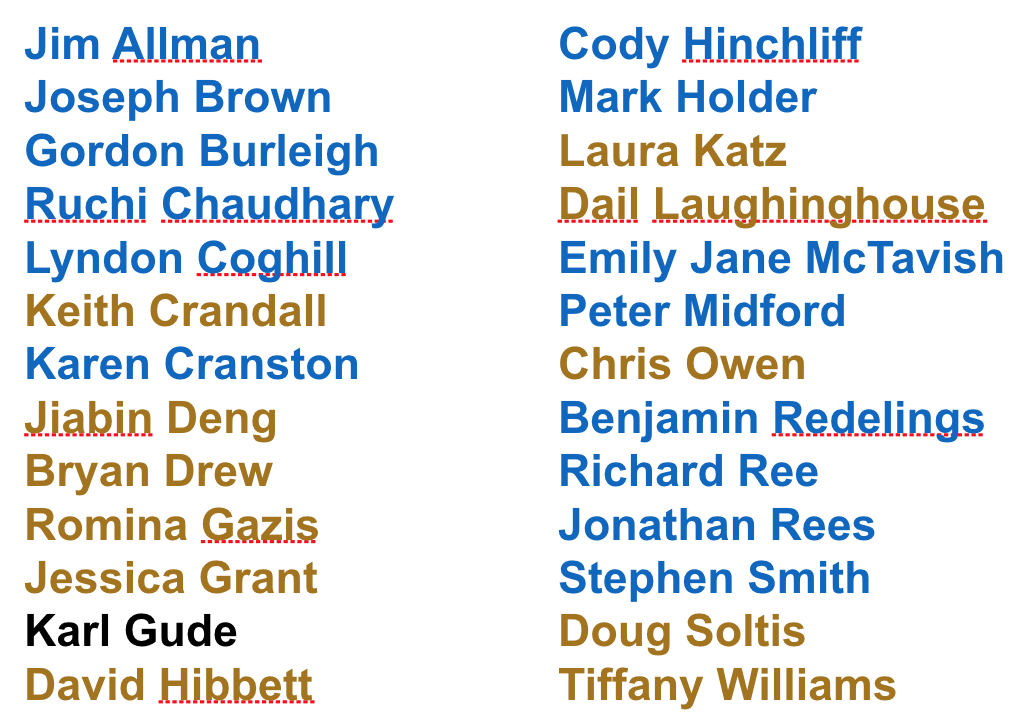 Jim Allman
Joseph Brown
Gordon Burleigh
Ruchi Chaudhary
Lyndon Coghill
Keith Crandall
Karen Cranston
Jiabin Deng
Bryan Drew
Romina Gazis
Jessica Grant
Karl Gude
David Hibbett
Cody Hinchliff
Mark Holder
Laura Katz
Dail Laughinghouse
Emily Jane McTavish
Peter Midford
Chris Owen
Benjamin Redelings
Richard Ree
Jonathan Rees
Stephen Smith
Doug Soltis
Tiffany Williams